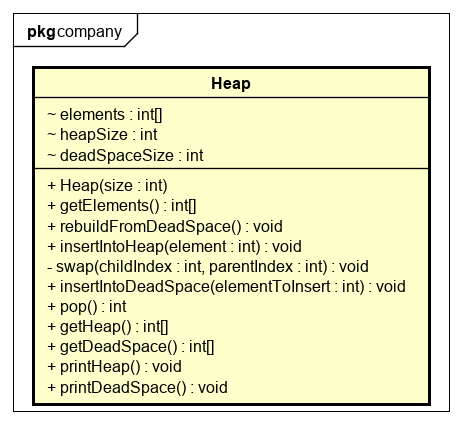 pkg company
Heap
~ elements : int[]
~ heapSize : int
~ deadSpaceSize : int
+ Heap(size : int)
+ getElements() : int[]
+ rebuildFromDeadSpace() : void
+ insertIntoHeap(element : int) : void
- swap(childIndex : int, parentIndex : int) : void
+ insertIntoDeadSpace(elementToInsert : int) : void
+ pop() : int
+ getHeap() : int[]
+ getDeadSpace() : int[]
+ printHeap() : void
+ printDeadSpace() : void